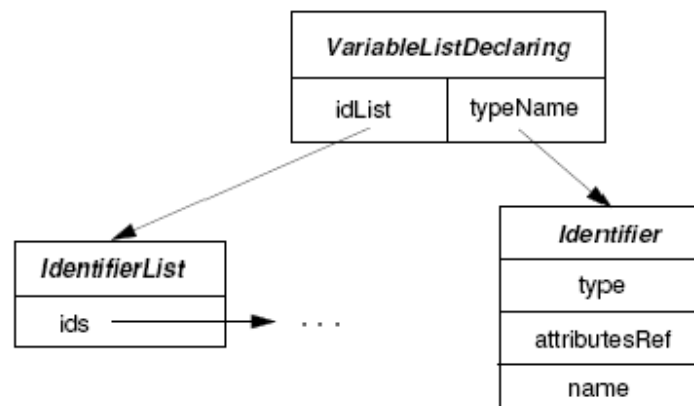 VariableListDeclaring
idList typeName
IdentifierList
ids . . .
Identifier
type
attributesRef
name